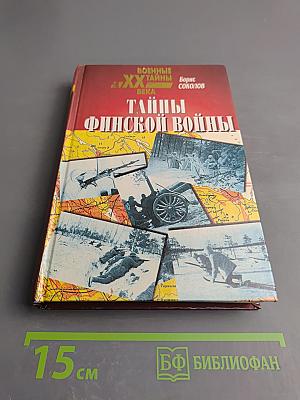 ВОЕННЫЕ
XX ТАЙНЫ
ВЕКА
Борис
СОКОЛОВ
ТАЙНЫ
ФИНСКОЙ ВОЙНЫ
15 см
БФ БИБЛИОФАН